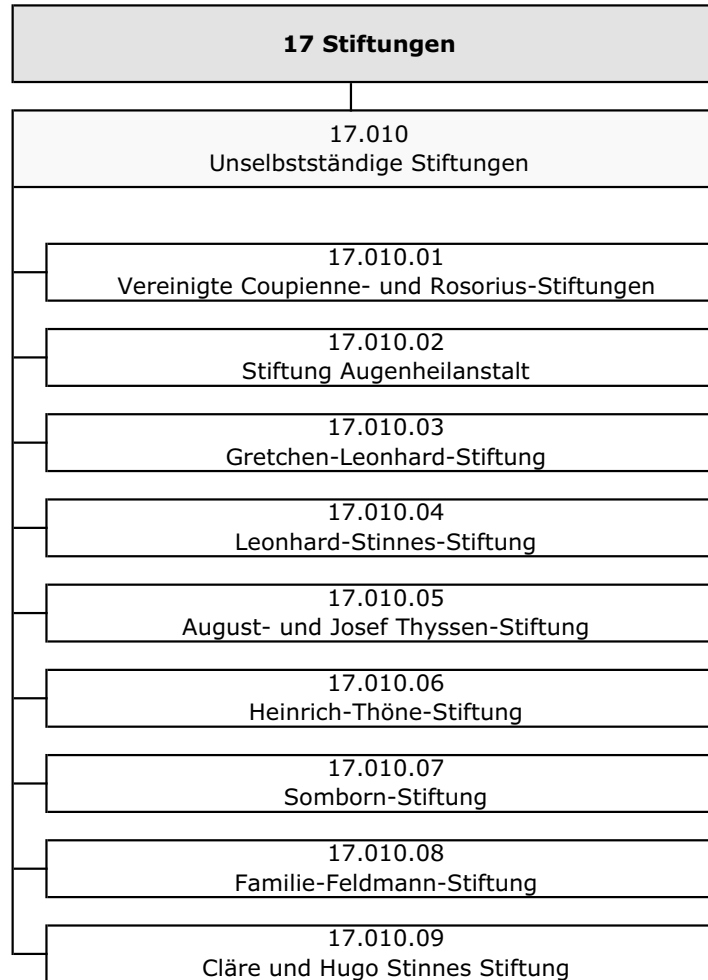 17 Stiftungen
17.010
Unselbstständige Stiftungen
17.010.01
Vereinigte Coupienne- und Rosorius-Stiftungen
17.010.02
Stiftung Augenheilanstalt
17.010.03
Gretchen-Leonhard-Stiftung
17.010.04
Leonhard-Stinnes-Stiftung
17.010.05
August- und Josef Thyssen-Stiftung
17.010.06
Heinrich-Thöne-Stiftung
17.010.07
Somborn-Stiftung
17.010.08
Familie-Feldmann-Stiftung
17.010.09
Cläre und Hugo Stinnes Stiftung